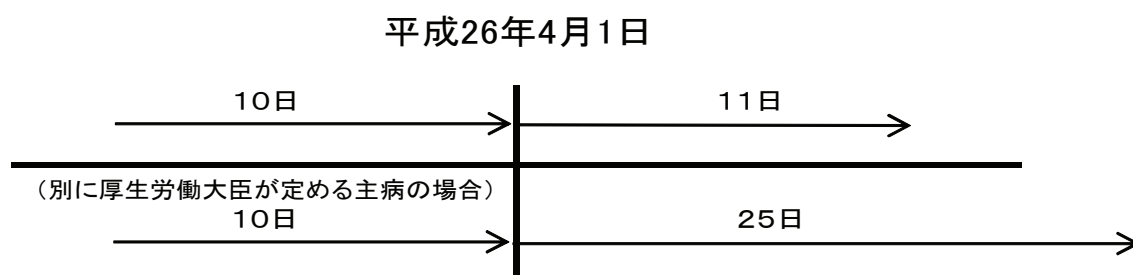 平成26年4月1日
10日 11日
（別に厚生労働大臣が定める主病の場合）
10日 25日